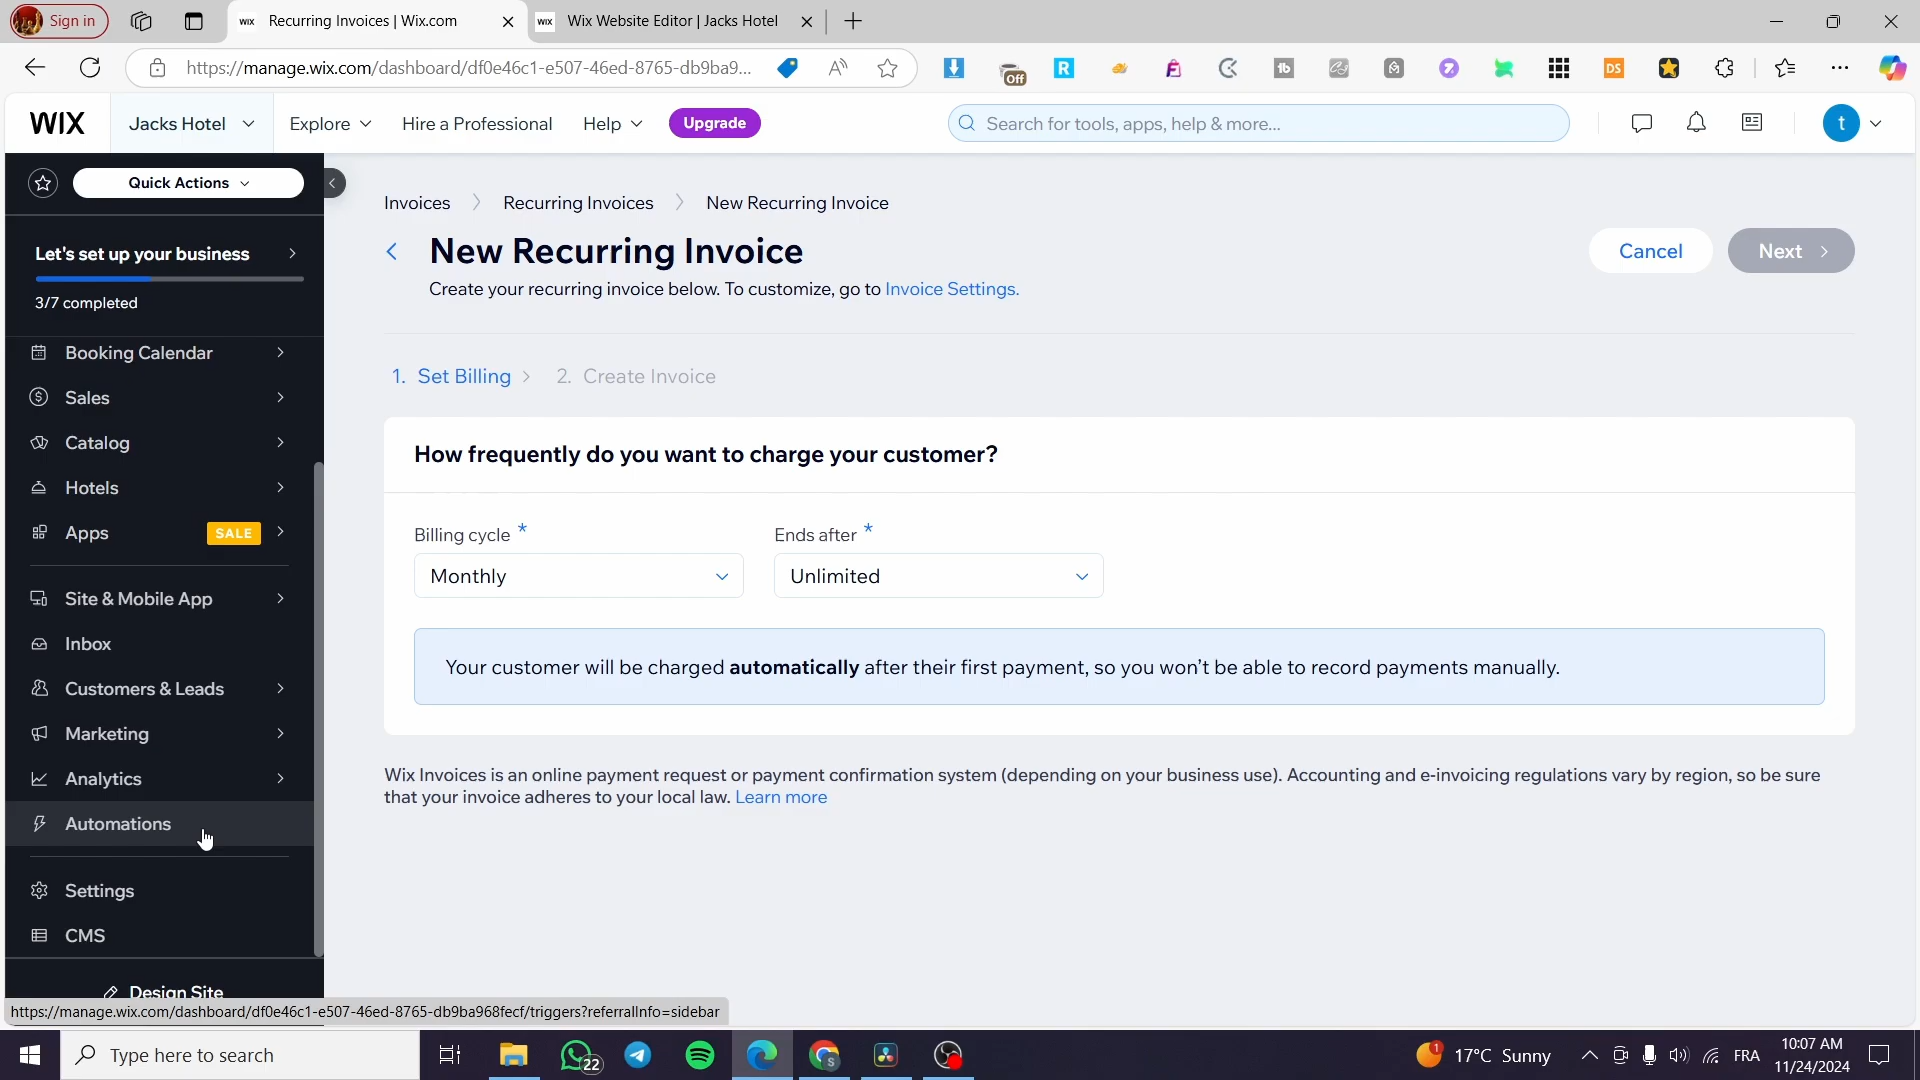 Sign in
WIX Recurring Invoices | Wix.com
WIX Wix Website Editor | Jacks Hotel
https://manage.wix.com/dashboard/df0e46c1-e507-46ed-8765-db9ba9...
Off
R
tb
DS
WIX
Jacks Hotel
Explore
Hire a Professional
Help
Upgrade
Search for tools, apps, help & more...
t
Quick Actions
Let's set up your business
3/7 completed
Booking Calendar
Sales
Catalog
Hotels
Apps SALE
Site & Mobile App
Inbox
Customers & Leads
Marketing
Analytics
Automations
Settings
CMS
Design Site
Invoices > Recurring Invoices > New Recurring Invoice
New Recurring Invoice
Create your recurring invoice below. To customize, go to Invoice Settings.
Cancel
Next
1. Set Billing > 2. Create Invoice
How frequently do you want to charge your customer?
Billing cycle * Ends after *
Monthly Unlimited
Your customer will be charged automatically after their first payment, so you won't be able to record payments manually.
Wix Invoices is an online payment request or payment confirmation system (depending on your business use). Accounting and e-invoicing regulations vary by region, so be sure
that your invoice adheres to your local law. Learn more
https://manage.wix.com/dashboard/df0e46c1-e507-46ed-8765-db9ba968fecf/triggers?referralInfo=sidebar
Type here to search
22
S
1
17°C Sunny
FRA
10:07 AM
11/24/2024